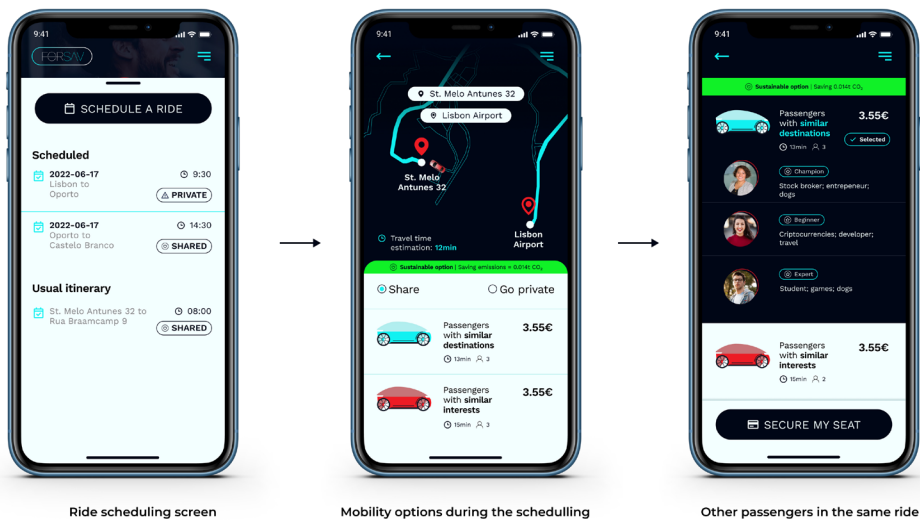 9:41
FORSAV
SCHEDULE A RIDE
Scheduled
2022-06-17
9:30
Lisbon to
Oporto
PRIVATE
2022-06-17
14:30
Oporto to
Castelo Branco
SHARED
Usual itinerary
St. Melo Antunes 32 to
08:00
Rua Braamcamp 9
SHARED
Ride scheduling screen
9:41
St. Melo Antunes 32
Lisbon Airport
St. Melo
Antunes 32
Lisbon
Airport
Travel time
estimation: 12min
Sustainable option | Saving emissions = 0.014t CO₂
Share
Go private
Passengers
with similar
destinations
3.55€
13min 3
Passengers
with similar
interests
3.55€
15min 3
Mobility options during the schedulling
9:41
Sustainable option | Saving 0.014t CO₂
Passengers
with similar
destinations
3.55€
13min 3
Selected
Champion
Stock broker; entrepeneur;
dogs
Beginner
Criptocurrencies; developer;
travel
Expert
Student; games; dogs
Passengers
with similar
interests
3.55€
15min 2
SECURE MY SEAT
Other passengers in the same ride